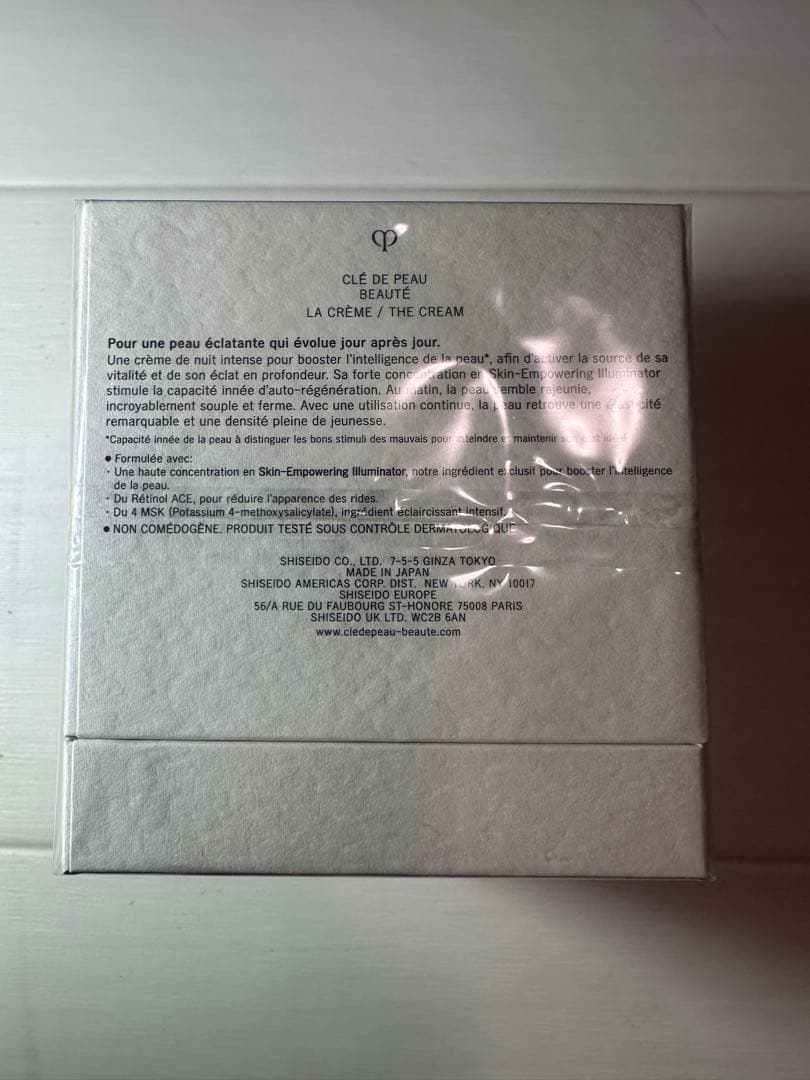 CLÉ DE PEAU
BEAUTÉ
LA CRÈME / THE CREAM
Pour une peau éclatante qui évolue jour après jour.
Une crème de nuit intense pour booster l'intelligence de la peau*, afin d'activer la source de sa
vitalité et de son éclat en profondeur. Sa forte concentration en Skin-Empowering Illuminator
stimule la capacité innée d'auto-régénération. Au matin, la peau semble rajeunie,
incroyablement souple et ferme. Avec une utilisation continue, la peau retrouve une élasticité
remarquable et une densité pleine de jeunesse.
*Capacité innée de la peau à distinguer les bons stimuli des mauvais pour atteindre et maintenir son état idéal
● Formulée avec:
· Une haute concentration en Skin-Empowering Illuminator, notre ingrédient exclusif pour booster l'intelligence
de la peau.
· Du Rétinol ACE, pour réduire l'apparence des rides.
· Du 4 MSK (Potassium 4-methoxysalicylate), ingrédient éclaircissant intensif.
● NON COMÉDOGÈNE. PRODUIT TESTÉ SOUS CONTRÔLE DERMATOLOGIQUE
SHISEIDO CO., LTD. 7-5-5 GINZA TOKYO
MADE IN JAPAN
SHISEIDO AMERICAS CORP. DIST. NEW YORK, NY 10017
SHISEIDO EUROPE
56/A RUE DU FAUBOURG ST-HONORE 75008 PARIS
SHISEIDO UK LTD. WC2B 6AN
www.cledepeau-beaute.com